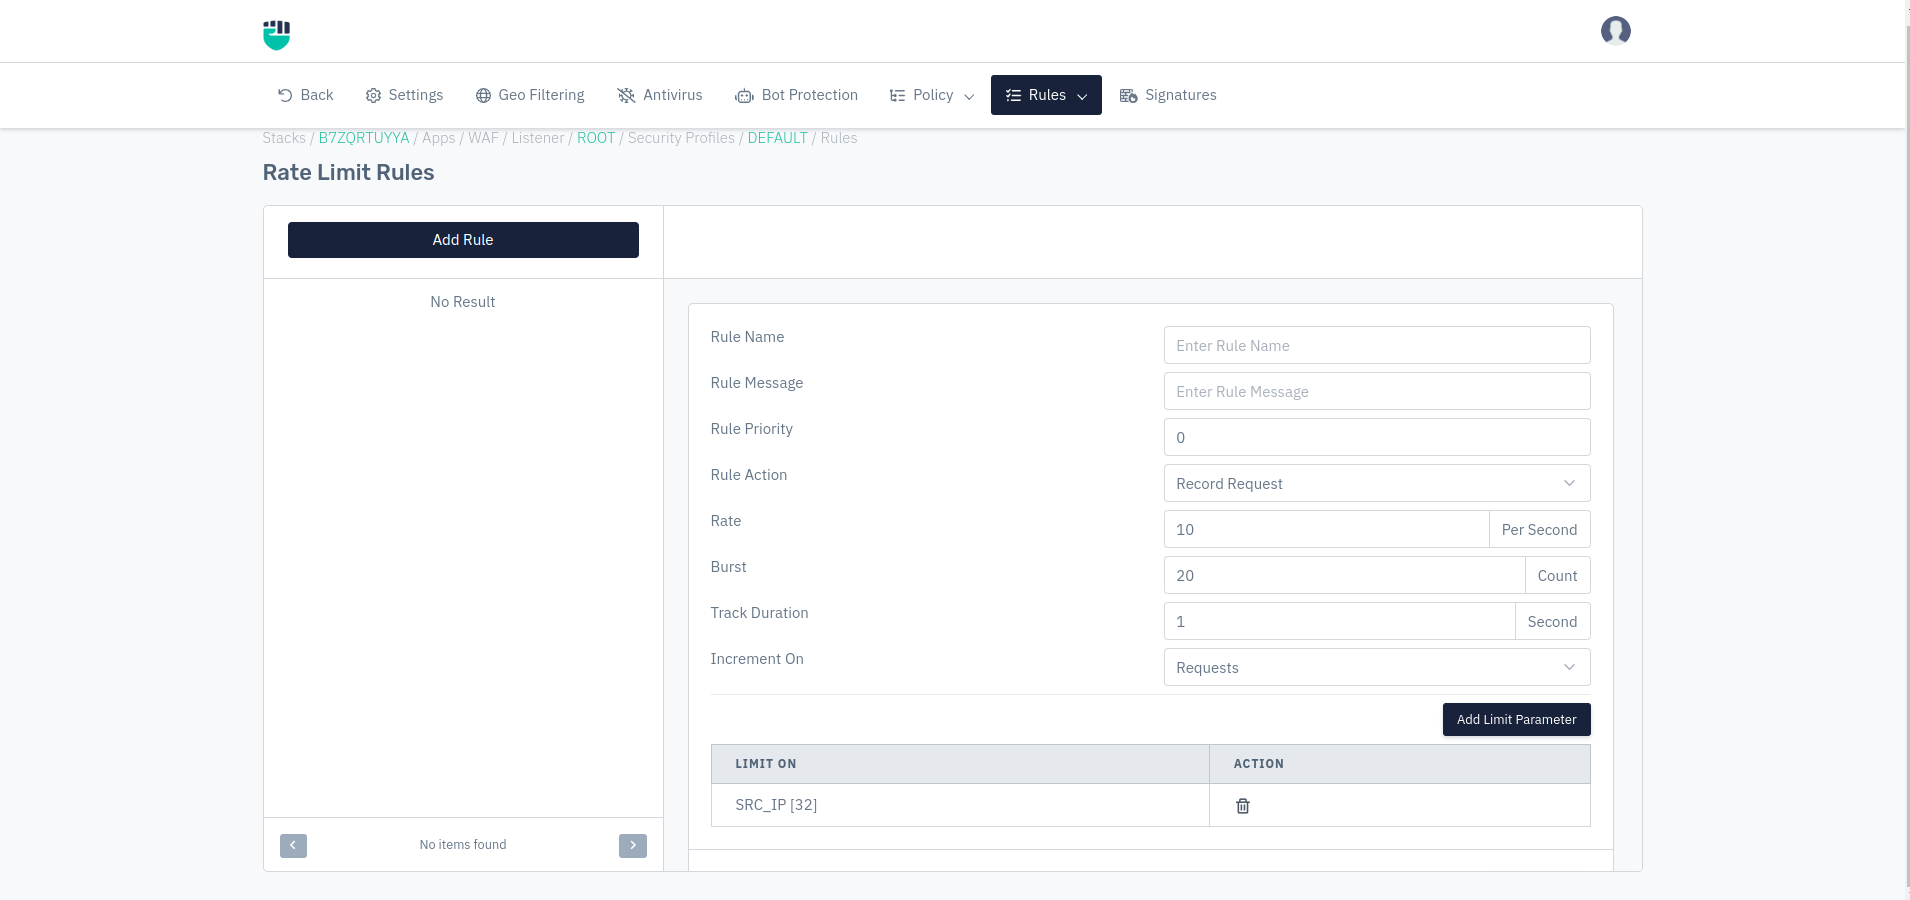 Back Settings Geo Filtering Antivirus Bot Protection Policy Rules Signatures
Stacks / B7ZQRTUYYA / Apps / WAF / Listener / ROOT / Security Profiles / DEFAULT / Rules
Rate Limit Rules
Add Rule
No Result
No items found
Rule Name Enter Rule Name
Rule Message Enter Rule Message
Rule Priority 0
Rule Action Record Request
Rate 10 Per Second
Burst 20 Count
Track Duration 1 Second
Increment On Requests
Add Limit Parameter
LIMIT ON ACTION
SRC_IP [32]